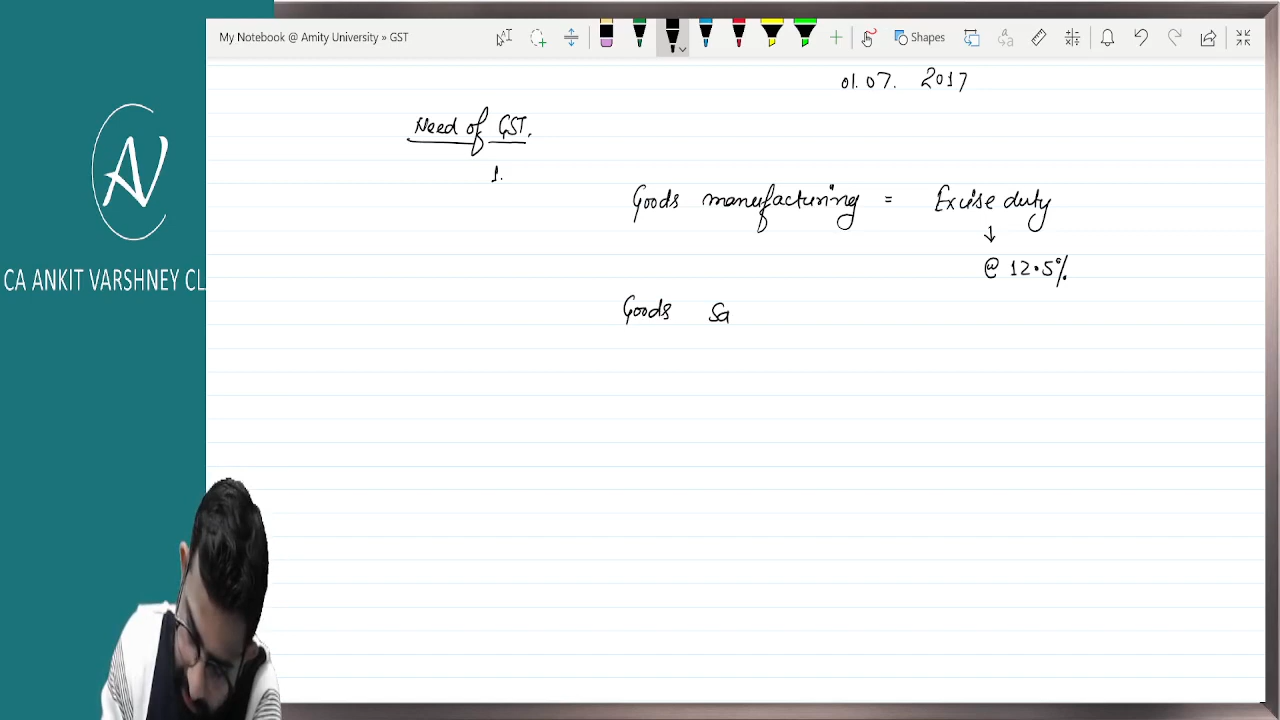 My Notebook @ Amity University » GST
Shapes
01.07. 2017
Need of GST.
1.
Goods manufacturing = Excise duty
↓
@ 12.5%
Goods Sa
AV
CA ANKIT VARSHNEY CL